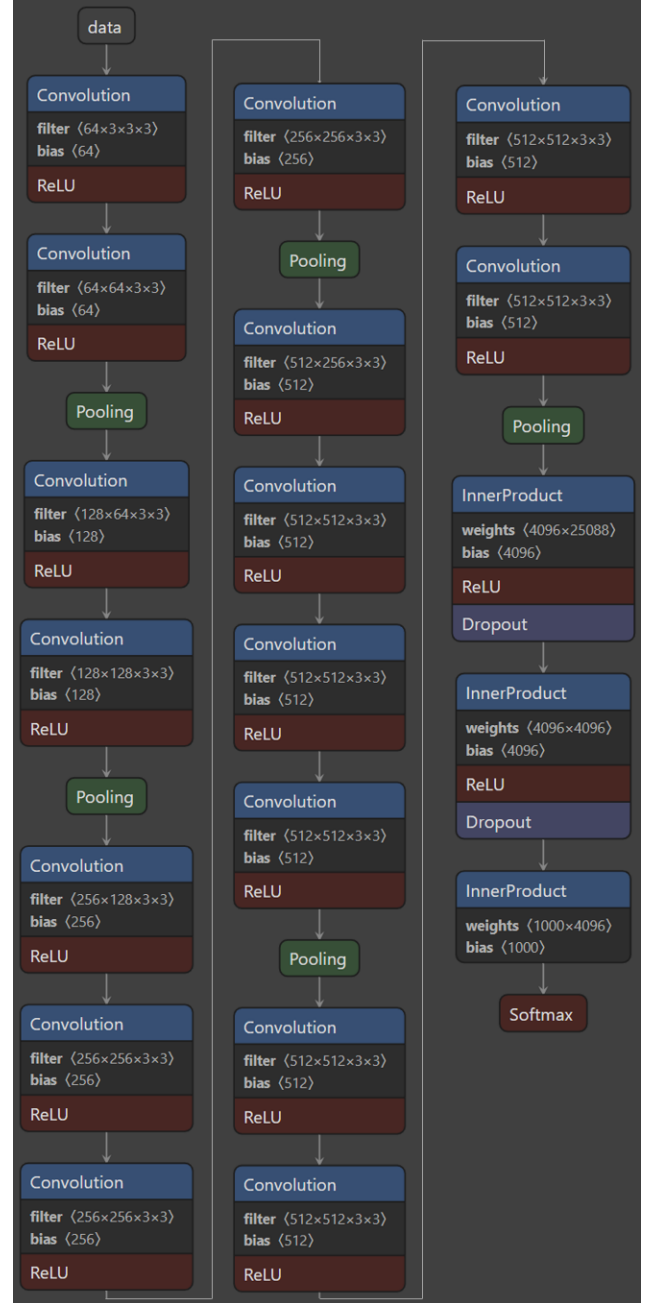 data
Convolution
filter ⟨64×3×3×3⟩
bias ⟨64⟩
ReLU
Convolution
filter ⟨64×64×3×3⟩
bias ⟨64⟩
ReLU
Pooling
Convolution
filter ⟨128×64×3×3⟩
bias ⟨128⟩
ReLU
Convolution
filter ⟨128×128×3×3⟩
bias ⟨128⟩
ReLU
Pooling
Convolution
filter ⟨256×128×3×3⟩
bias ⟨256⟩
ReLU
Convolution
filter ⟨256×256×3×3⟩
bias ⟨256⟩
ReLU
Convolution
filter ⟨256×256×3×3⟩
bias ⟨256⟩
ReLU
Convolution
filter ⟨256×256×3×3⟩
bias ⟨256⟩
ReLU
Pooling
Convolution
filter ⟨512×256×3×3⟩
bias ⟨512⟩
ReLU
Convolution
filter ⟨512×512×3×3⟩
bias ⟨512⟩
ReLU
Convolution
filter ⟨512×512×3×3⟩
bias ⟨512⟩
ReLU
Convolution
filter ⟨512×512×3×3⟩
bias ⟨512⟩
ReLU
Pooling
Convolution
filter ⟨512×512×3×3⟩
bias ⟨512⟩
ReLU
Convolution
filter ⟨512×512×3×3⟩
bias ⟨512⟩
ReLU
Convolution
filter ⟨512×512×3×3⟩
bias ⟨512⟩
ReLU
Convolution
filter ⟨512×512×3×3⟩
bias ⟨512⟩
ReLU
Pooling
InnerProduct
weights ⟨4096×25088⟩
bias ⟨4096⟩
ReLU
Dropout
InnerProduct
weights ⟨4096×4096⟩
bias ⟨4096⟩
ReLU
Dropout
InnerProduct
weights ⟨1000×4096⟩
bias ⟨1000⟩
Softmax